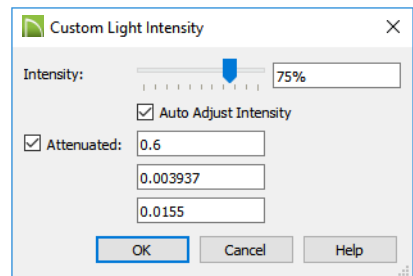 Custom Light Intensity
Intensity: 75%
Auto Adjust Intensity
Attenuated: 0.6
0.003937
0.0155
OK Cancel Help